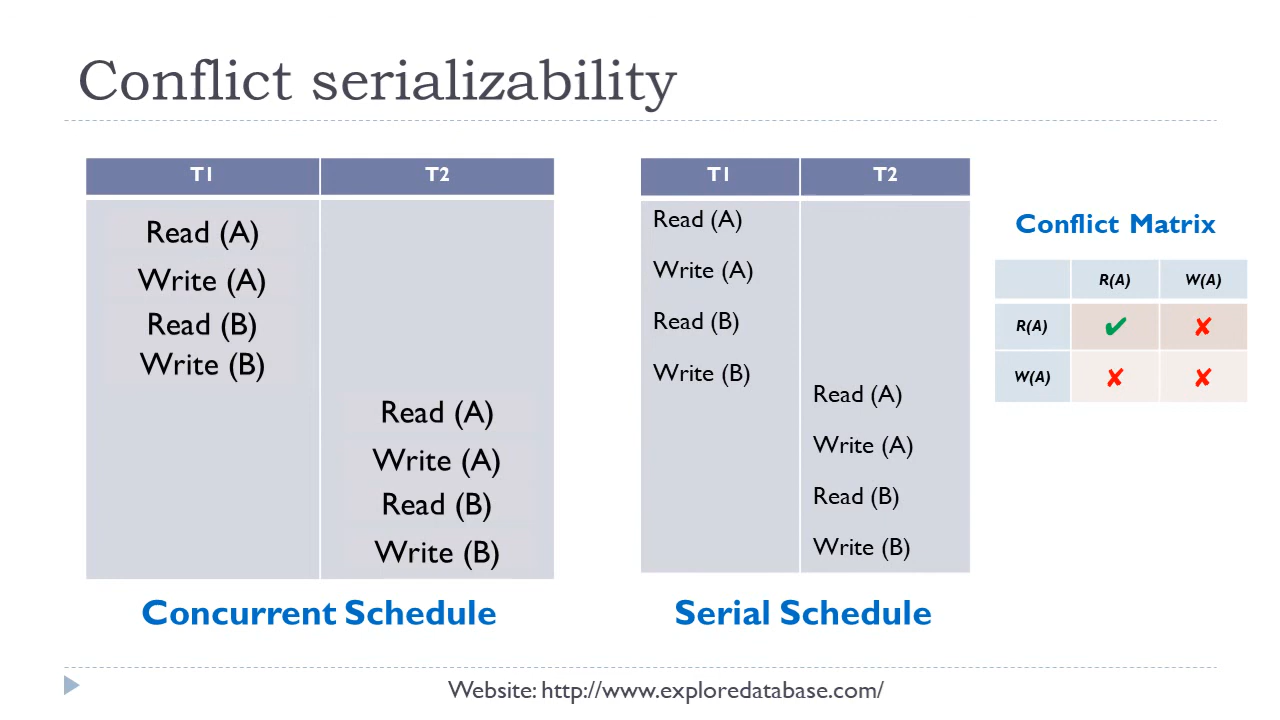 Conflict serializability
T1 T2
Read (A)
Write (A)
Read (B)
Write (B)
Read (A)
Write (A)
Read (B)
Write (B)
Concurrent Schedule
T1 T2
Read (A)
Write (A)
Read (B)
Write (B)
Read (A)
Write (A)
Read (B)
Write (B)
Serial Schedule
Conflict Matrix
R(A) W(A)
R(A) ✔ ✘
W(A) ✘ ✘
Website: http://www.exploredatabase.com/